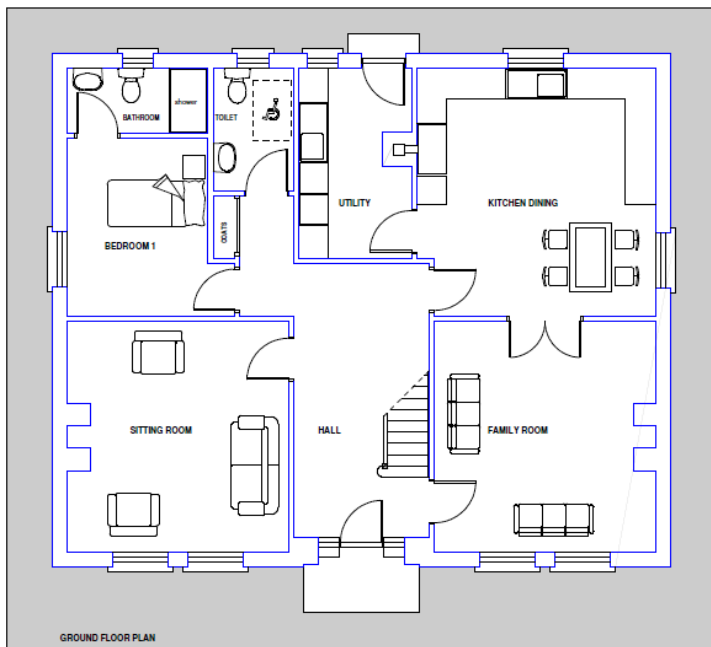 shower
BATHROOM
TOILET
COATS
UTILITY
KITCHEN DINING
BEDROOM 1
SITTING ROOM
HALL
FAMILY ROOM
GROUND FLOOR PLAN